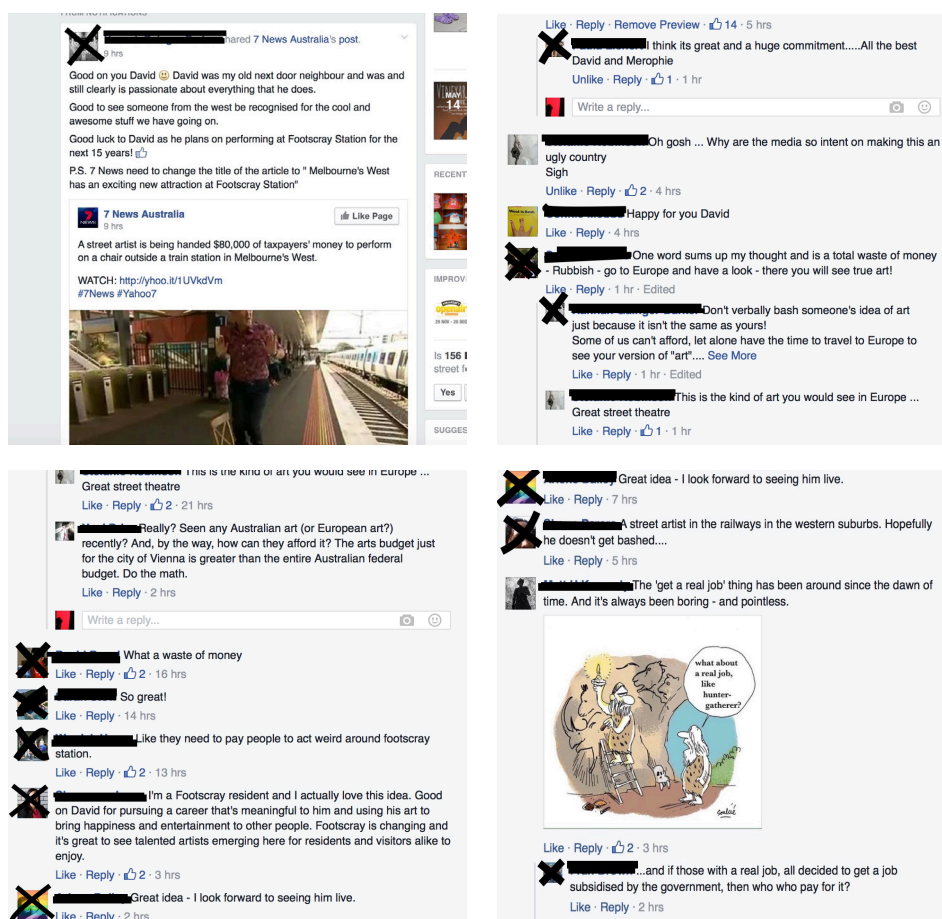 FROM NOTIFICATIONS
shared 7 News Australia's post.
9 hrs
Good on you David 😀 David was my old next door neighbour and was and
still clearly is passionate about everything that he does.
Good to see someone from the west be recognised for the cool and
awesome stuff we have going on.
Good luck to David as he plans on performing at Footscray Station for the
next 15 years! 👍
P.S. 7 News need to change the title of the article to " Melbourne's West
has an exciting new attraction at Footscray Station"
7 News Australia
9 hrs
Like Page
7 NEWS
A street artist is being handed $80,000 of taxpayers' money to perform
on a chair outside a train station in Melbourne's West.
WATCH: http://yhoo.it/1UVkdVm
#7News #Yahoo7
MAY
14
RECENT
IMPROV
openair
Is 156
street f
Yes
SUGGES
Like · Reply · Remove Preview · 👍 14 · 5 hrs
I think its great and a huge commitment.....All the best
David and Merophie
Unlike · Reply · 👍 1 · 1 hr
Write a reply...
Oh gosh ... Why are the media so intent on making this an
ugly country
Sigh
Unlike · Reply · 👍 2 · 4 hrs
Happy for you David
Like · Reply · 4 hrs
One word sums up my thought and is a total waste of money
- Rubbish - go to Europe and have a look - there you will see true art!
Like · Reply · 1 hr · Edited
Don't verbally bash someone's idea of art
just because it isn't the same as yours!
Some of us can't afford, let alone have the time to travel to Europe to
see your version of "art".... See More
Like · Reply · 1 hr · Edited
This is the kind of art you would see in Europe ...
Great street theatre
Like · Reply · 👍 1 · 1 hr
This is the kind of art you would see in Europe ...
Great street theatre
Like · Reply · 👍 2 · 21 hrs
Really? Seen any Australian art (or European art?)
recently? And, by the way, how can they afford it? The arts budget just
for the city of Vienna is greater than the entire Australian federal
budget. Do the math.
Like · Reply · 2 hrs
Write a reply...
What a waste of money
Like · Reply · 👍 2 · 16 hrs
So great!
Like · Reply · 14 hrs
Like they need to pay people to act weird around footscray
station.
Like · Reply · 👍 2 · 13 hrs
I'm a Footscray resident and I actually love this idea. Good
on David for pursuing a career that's meaningful to him and using his art to
bring happiness and entertainment to other people. Footscray is changing and
it's great to see talented artists emerging here for residents and visitors alike to
enjoy.
Like · Reply · 👍 2 · 3 hrs
Great idea - I look forward to seeing him live.
Like · Reply · 2 hrs
Great idea - I look forward to seeing him live.
Like · Reply · 7 hrs
A street artist in the railways in the western suburbs. Hopefully
he doesn't get bashed....
Like · Reply · 5 hrs
The 'get a real job' thing has been around since the dawn of
time. And it's always been boring - and pointless.
what about
a real job,
like
hunter-
gatherer?
Like · Reply · 👍 2 · 3 hrs
...and if those with a real job, all decided to get a job
subsidised by the government, then who who pay for it?
Like · Reply · 2 hrs